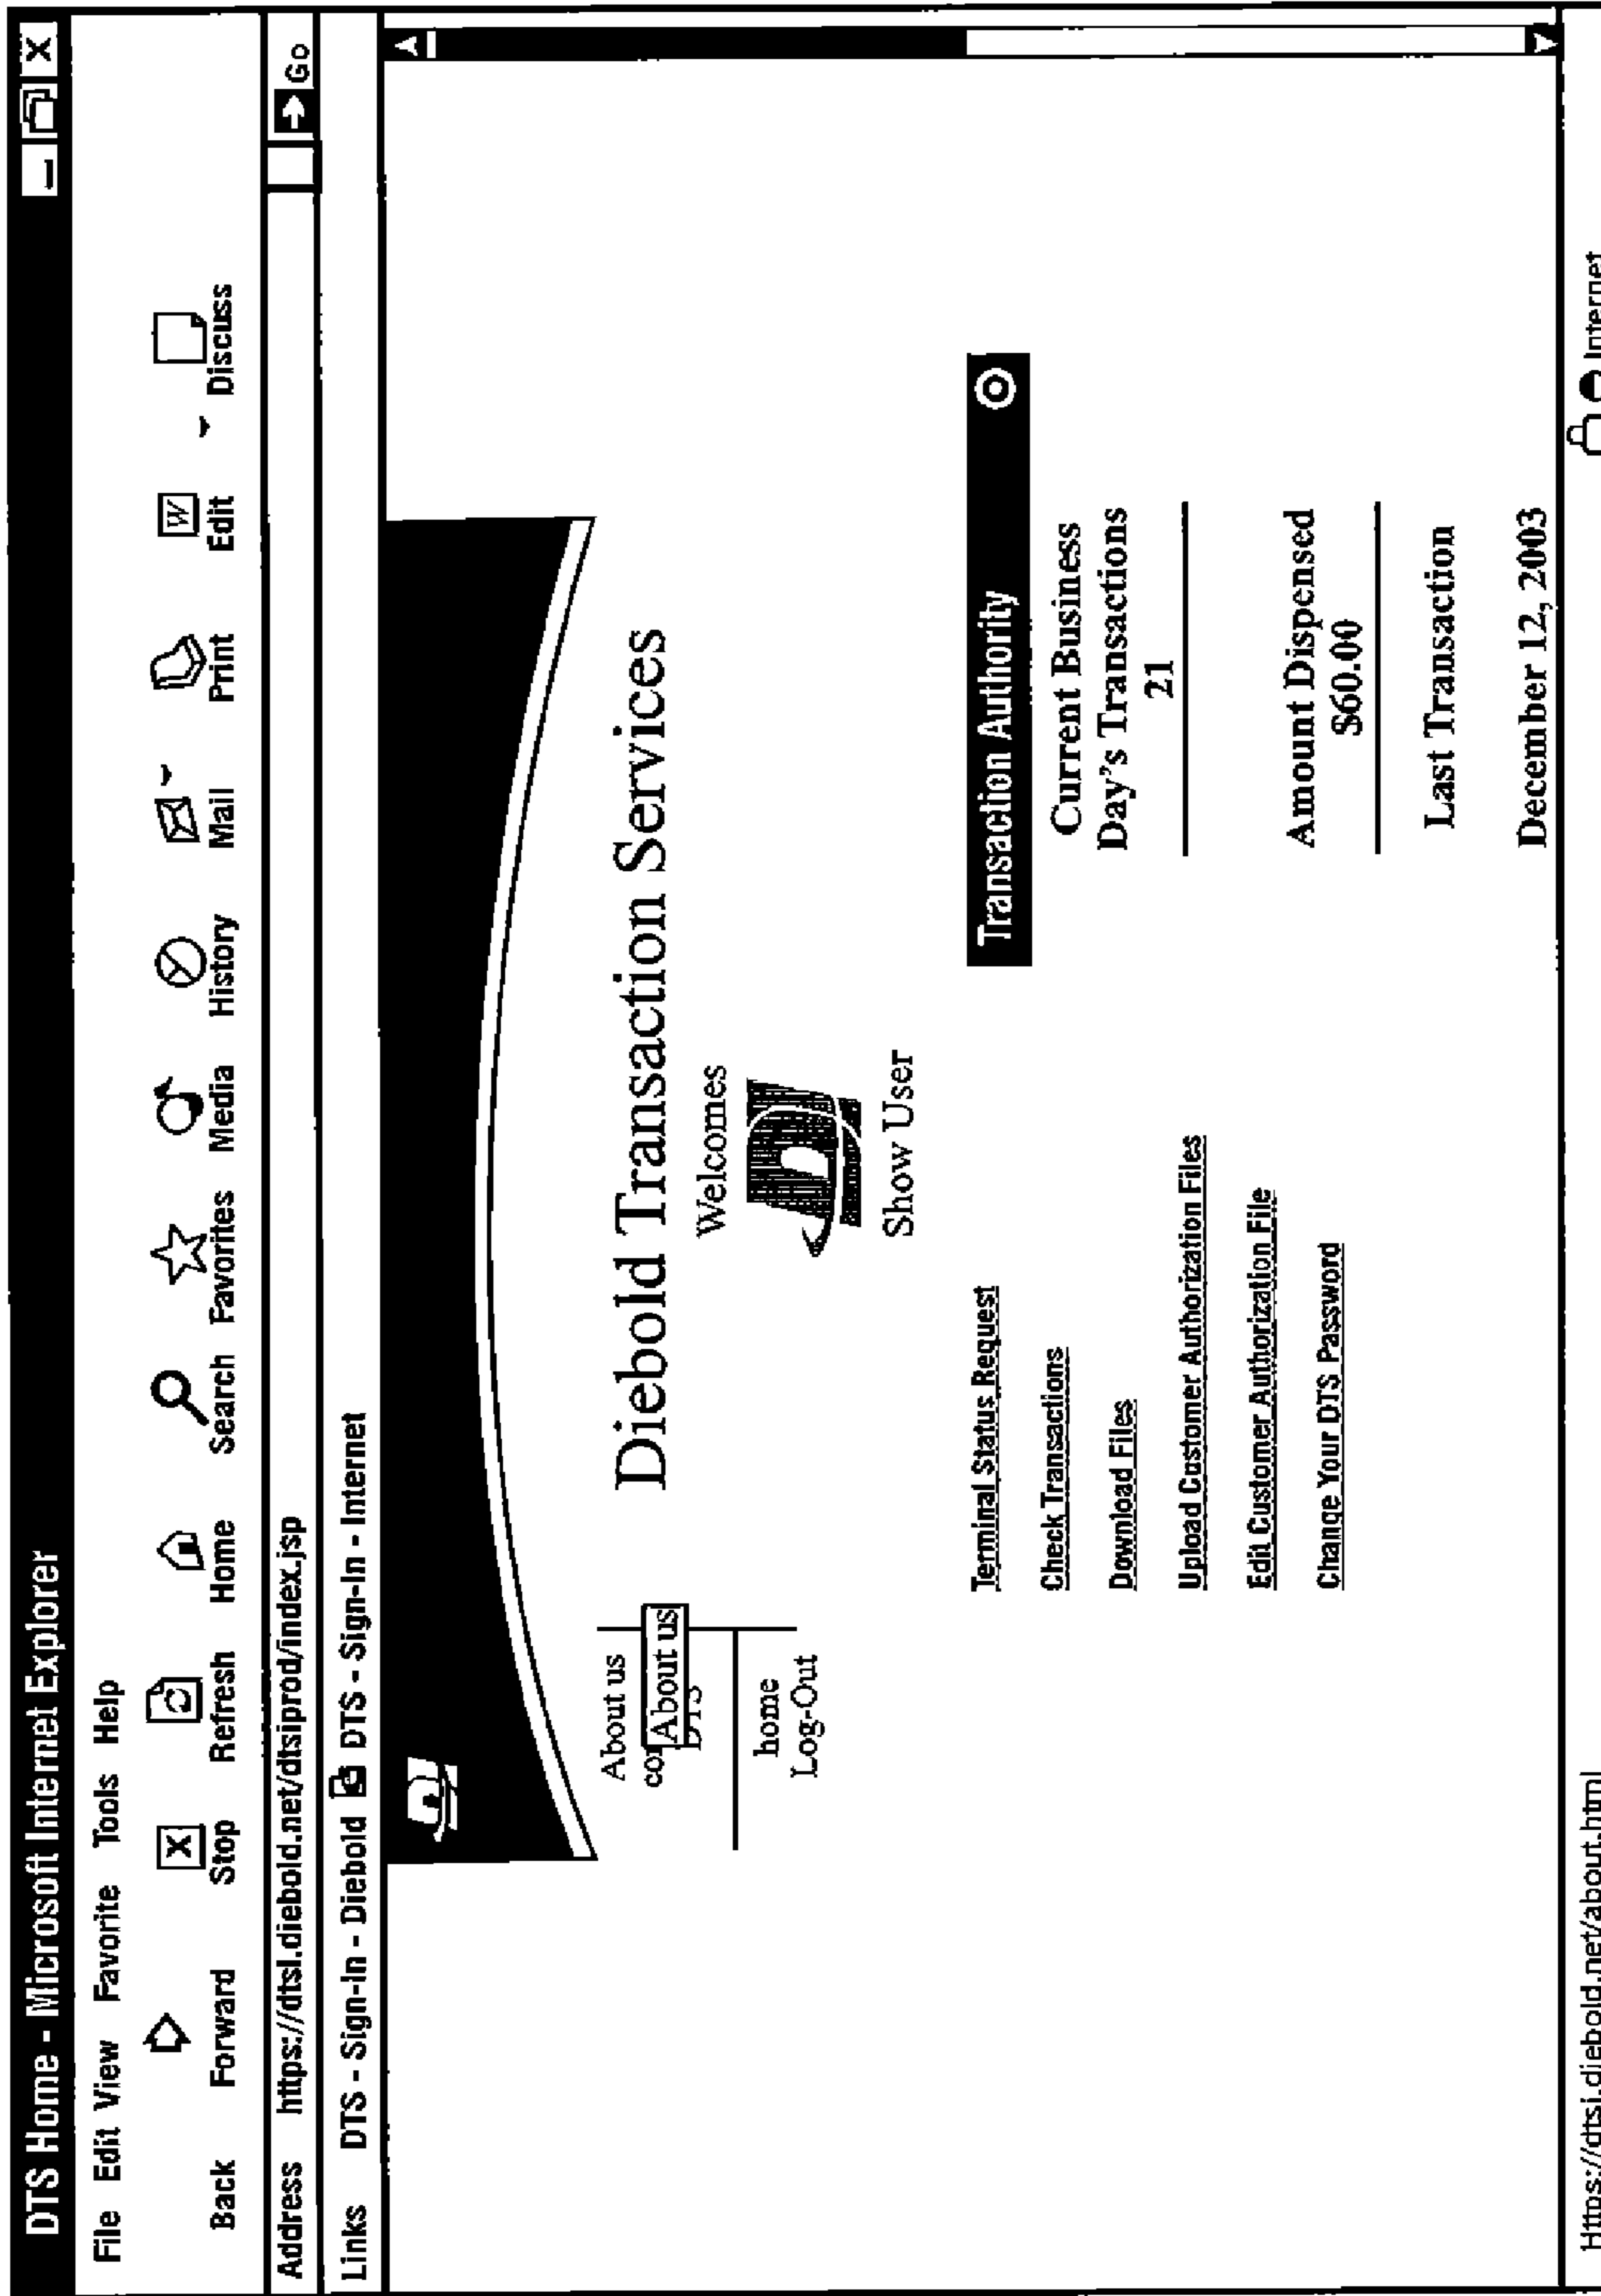 DTS Home - Microsoft Internet Explorer
File Edit View Favorite Tools Help
Back Forward Stop Refresh Home Search Favorites Media History Mail Print Edit Discuss
Address https://dtsl.diebold.net/dtsiprod/index.jsp Go
Links DTS - Sign-In - Diebold DTS - Sign-In - Internet
About us
About us
DTS
home
Log-Out
Diebold Transaction Services
Welcomes
Show User
Terminal Status Request
Check Transactions
Download Files
Upload Customer Authorization Files
Edit Customer Authorization File
Change Your DTS Password
Transaction Authority
Current Business
Day's Transactions
21
Amount Dispensed
$60.00
Last Transaction
December 12, 2003
Https://dtsi.diebold.net/about.html Internet